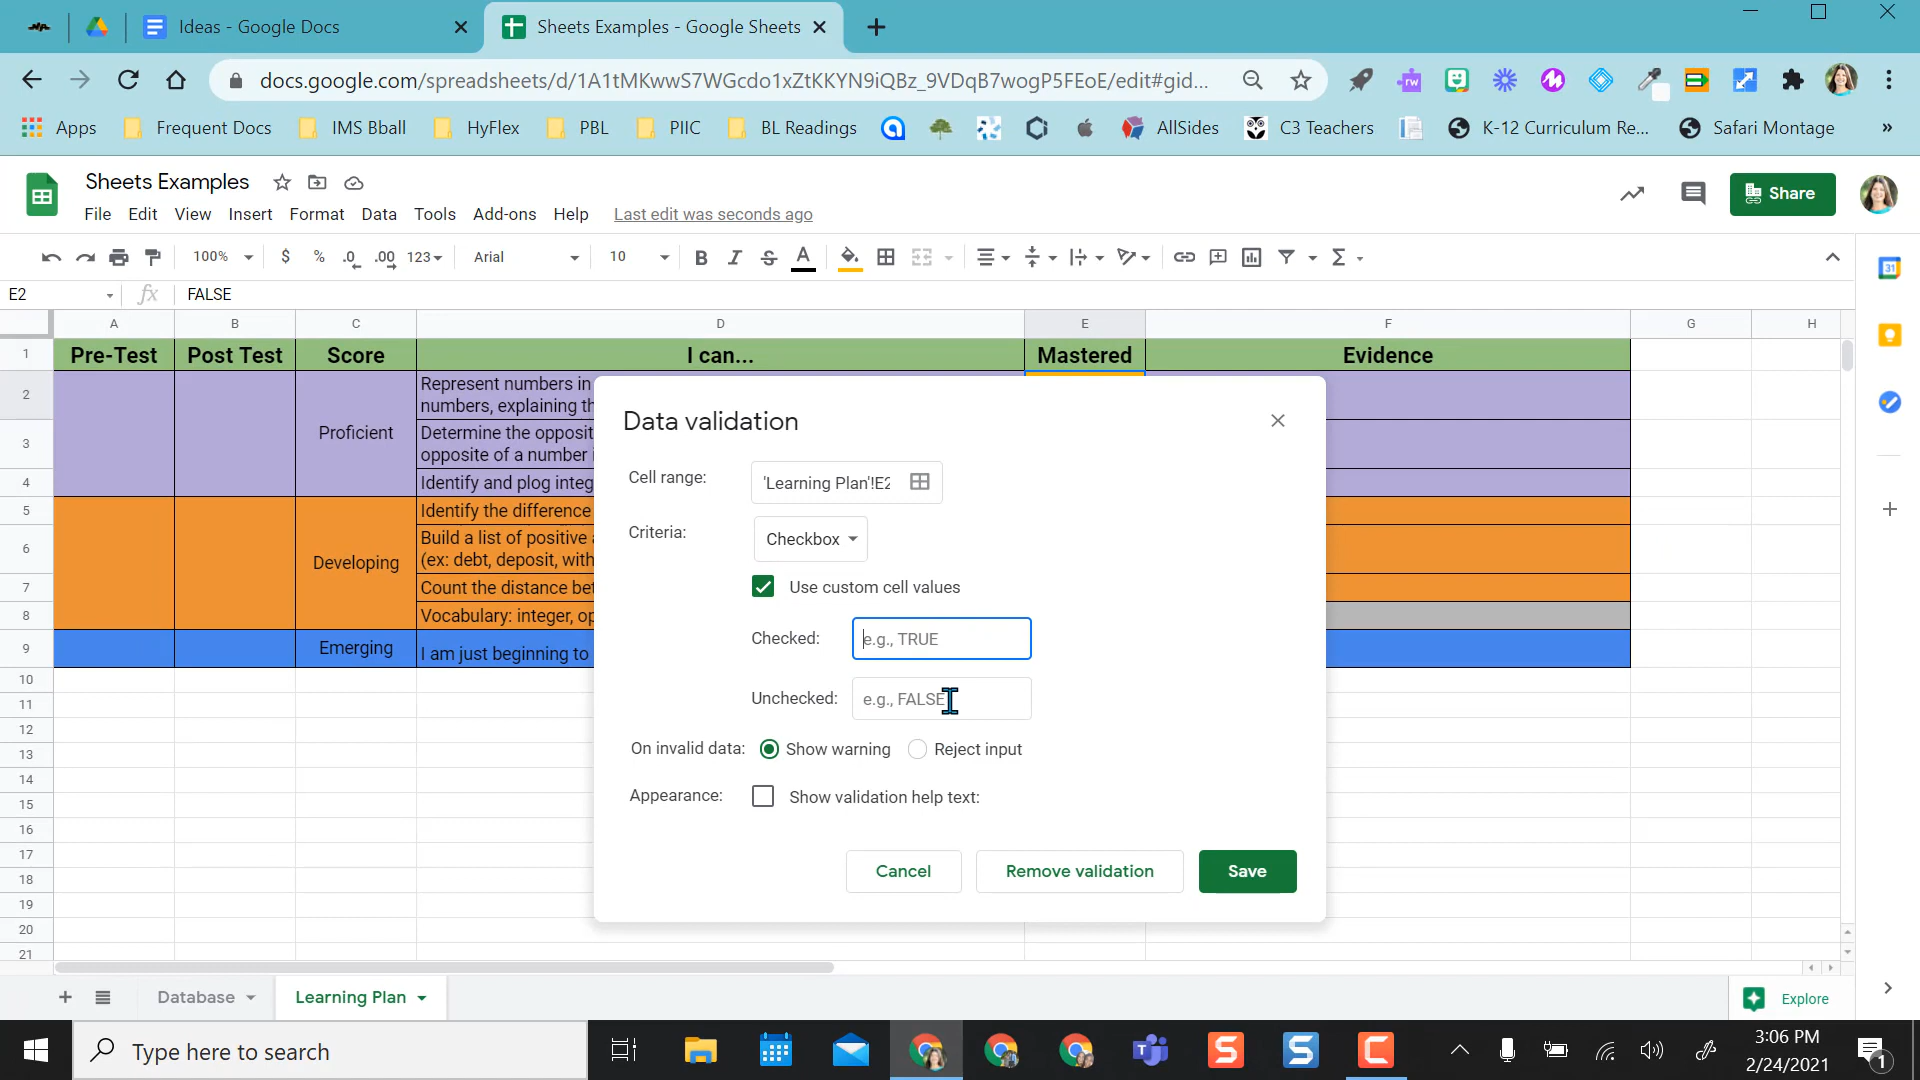 Ideas - Google Docs
Sheets Examples - Google Sheets
docs.google.com/spreadsheets/d/1A1tMKwwS7WGcdo1xZtKKYN9iQBz_9VDqB7wogP5FEoE/edit#gid...
Apps Frequent Docs IMS Bball HyFlex PBL PIIC BL Readings AllSides C3 Teachers K-12 Curriculum Re... Safari Montage »
Sheets Examples
Share
File Edit View Insert Format Data Tools Add-ons Help Last edit was seconds ago
100% $ % .0 .00 123 Arial 10 B I S A
E2 fx FALSE
A B C D E F G H
1 Pre-Test Post Test Score I can... Mastered Evidence
2 Represent numbers in
numbers, explaining th
3 Proficient Determine the opposit
opposite of a number i
4 Identify and plog integ
5 Identify the difference
6 Developing Build a list of positive a
(ex: debt, deposit, with
7 Count the distance bet
8 Vocabulary: integer, op
9 Emerging I am just beginning to
10
11
12
13
14
15
16
17
18
19
20
21
Data validation
Cell range: 'Learning Plan'!E2
Criteria: Checkbox
Use custom cell values
Checked: e.g., TRUE
Unchecked: e.g., FALSE
On invalid data: Show warning Reject input
Appearance: Show validation help text:
Cancel Remove validation Save
Database Learning Plan Explore
Type here to search
3:06 PM
2/24/2021
1